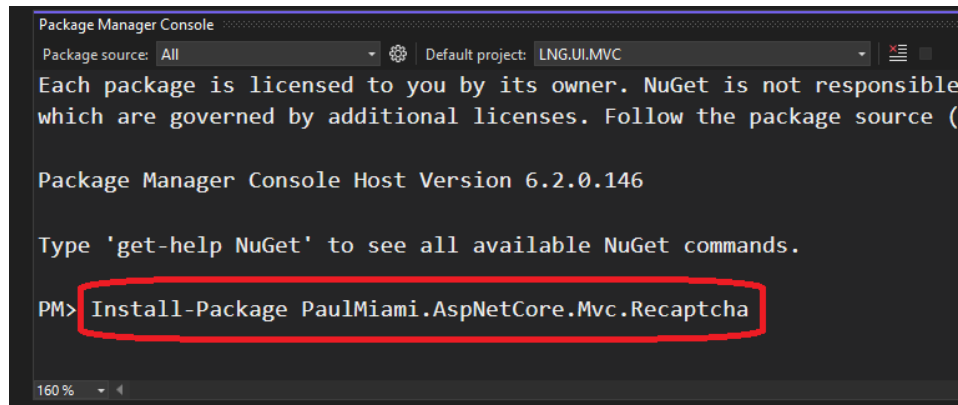 Package Manager Console
Package source: All Default project: LNG.UI.MVC
Each package is licensed to you by its owner. NuGet is not responsible
which are governed by additional licenses. Follow the package source (
Package Manager Console Host Version 6.2.0.146
Type 'get-help NuGet' to see all available NuGet commands.
PM> Install-Package PaulMiami.AspNetCore.Mvc.Recaptcha
160 %